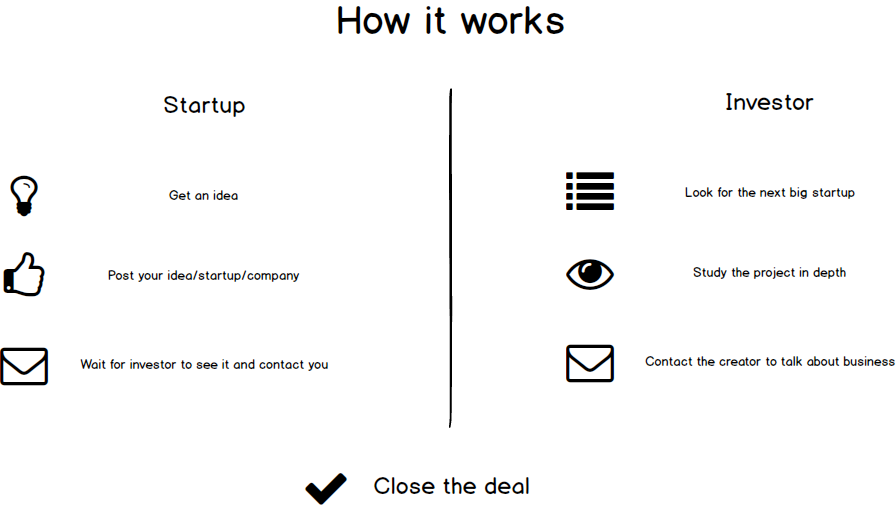 How it works
Startup
Get an idea
Post your idea/startup/company
Wait for investor to see it and contact you
Investor
Look for the next big startup
Study the project in depth
Contact the creator to talk about business
Close the deal